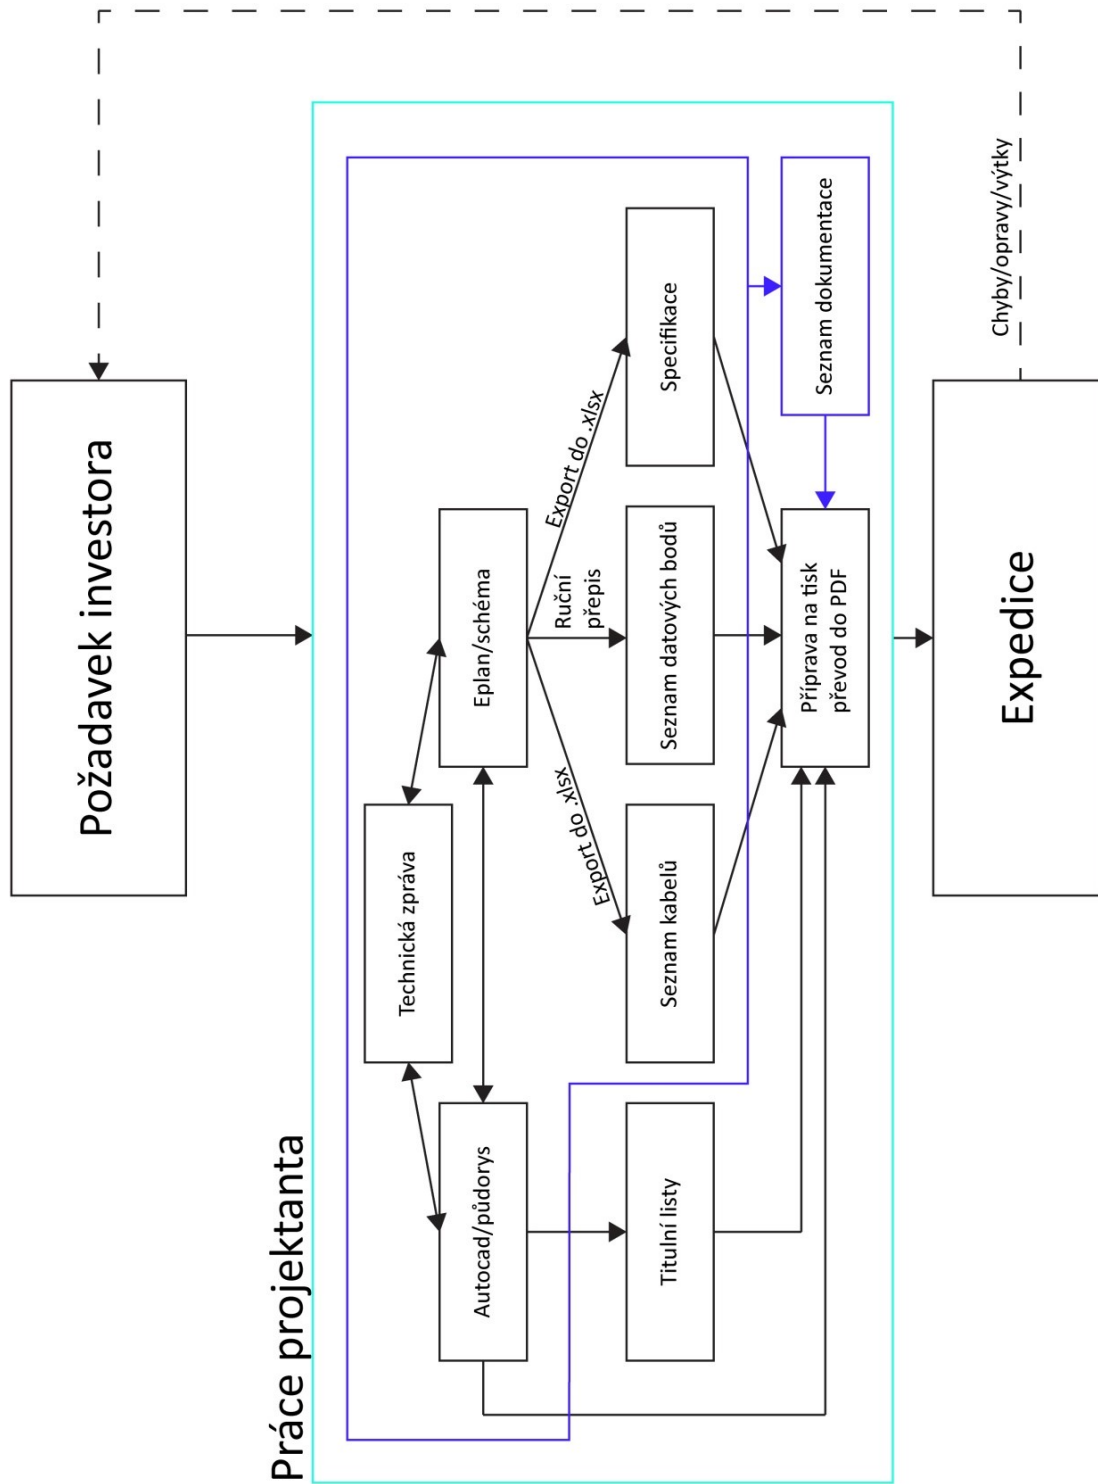 Požadavek investora
Práce projektanta
Technická zpráva
Autocad/půdorys
Eplan/schéma
Export do .xlsx
Ruční
přepis
Export do .xlsx
Titulní listy
Seznam kabelů
Seznam datových bodů
Specifikace
Příprava na tisk
převod do PDF
Seznam dokumentace
Expedice
Chyby/opravy/výtky